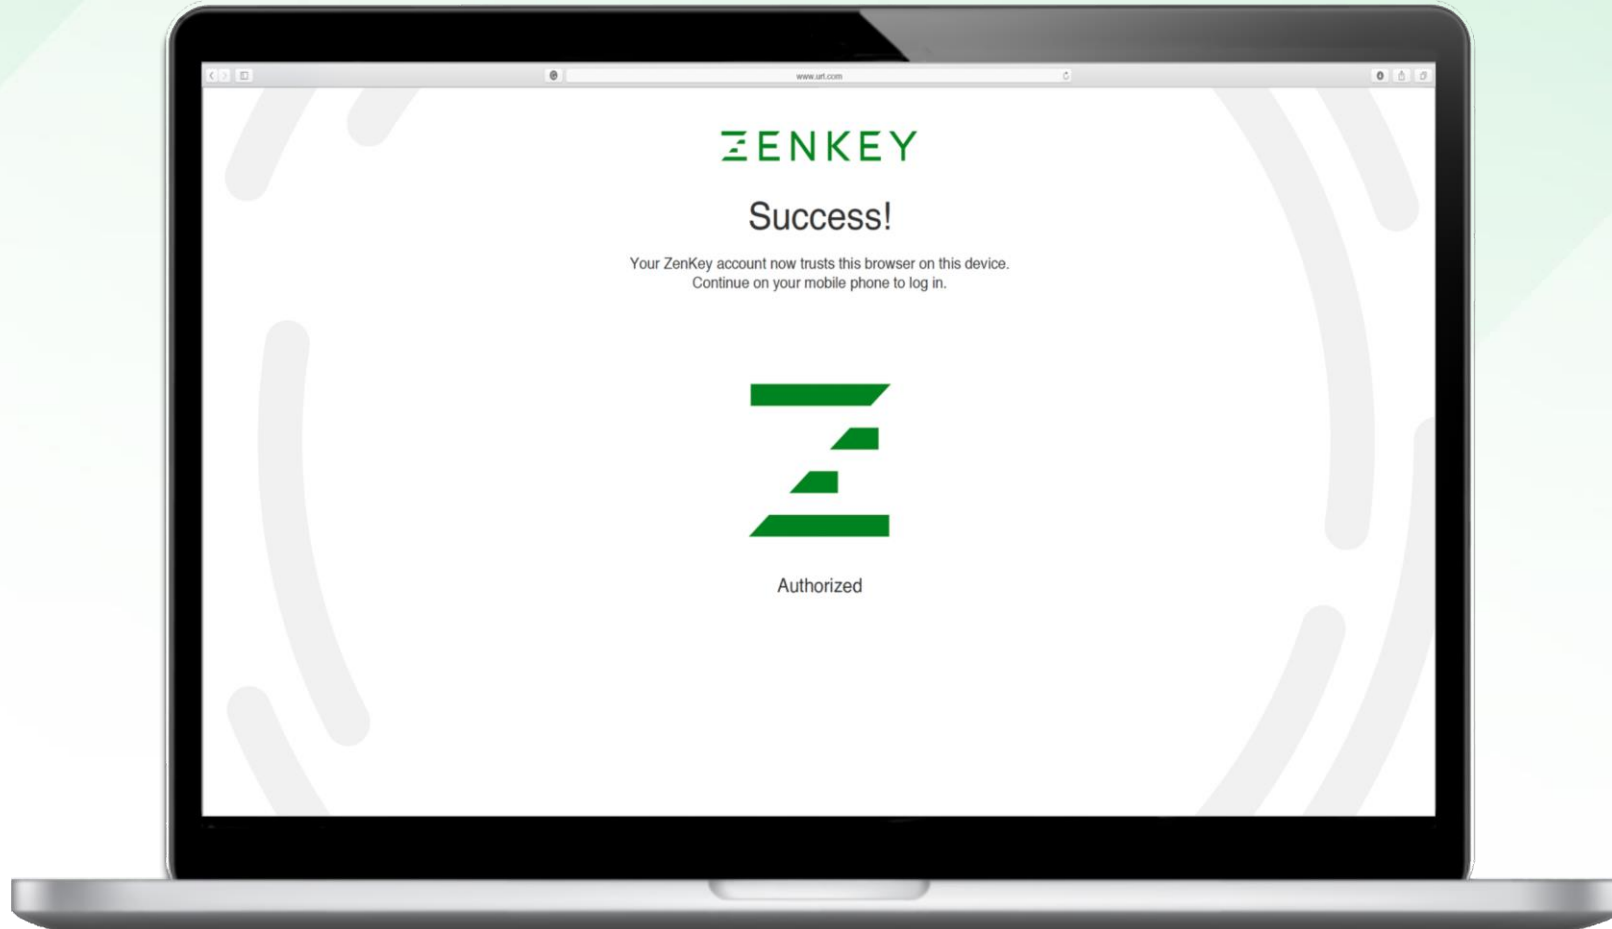 www.url.com
ZENKEY
Success!
Your ZenKey account now trusts this browser on this device.
Continue on your mobile phone to log in.
Z
Authorized